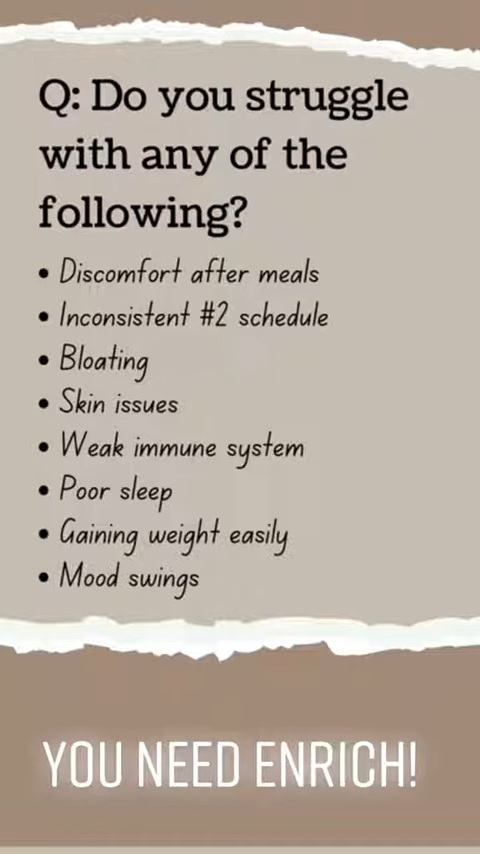 Q: Do you struggle
with any of the
following?
• Discomfort after meals
• Inconsistent #2 schedule
• Bloating
• Skin issues
• Weak immune system
• Poor sleep
• Gaining weight easily
• Mood swings
YOU NEED ENRICH!